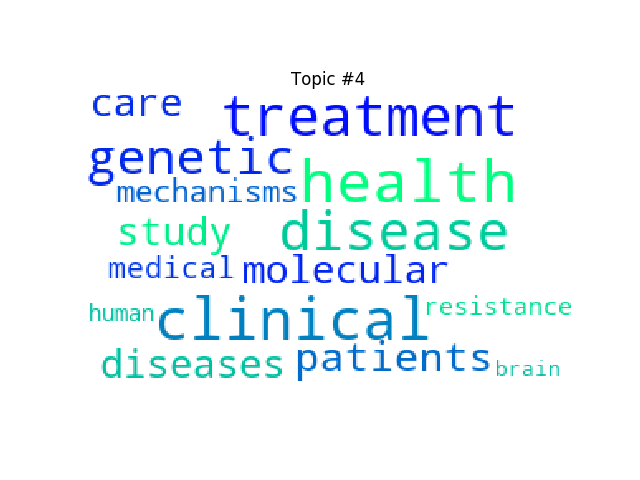 Topic #4
care treatment
genetic
mechanisms health
study disease
medical molecular
human clinical resistance
diseases patients brain